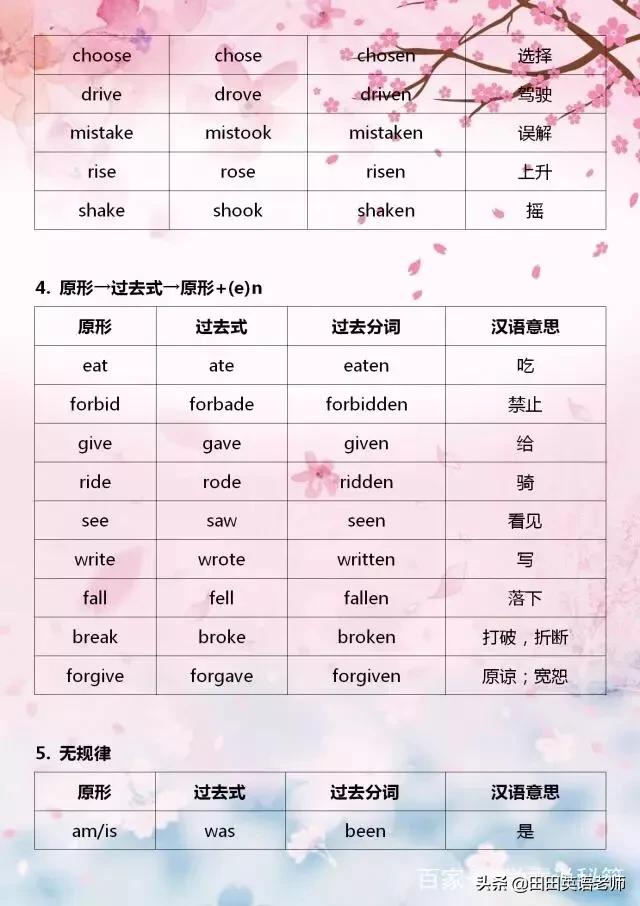 choose chose chosen 选择
drive drove driven 驾驶
mistake mistook mistaken 误解
rise rose risen 上升
shake shook shaken 摇
4. 原形→过去式→原形+(e)n
原形 过去式 过去分词 汉语意思
eat ate eaten 吃
forbid forbade forbidden 禁止
give gave given 给
ride rode ridden 骑
see saw seen 看见
write wrote written 写
fall fell fallen 落下
break broke broken 打破，折断
forgive forgave forgiven 原谅；宽恕
5. 无规律
原形 过去式 过去分词 汉语意思
am/is was been 是
百家
头条 @田田英语老师